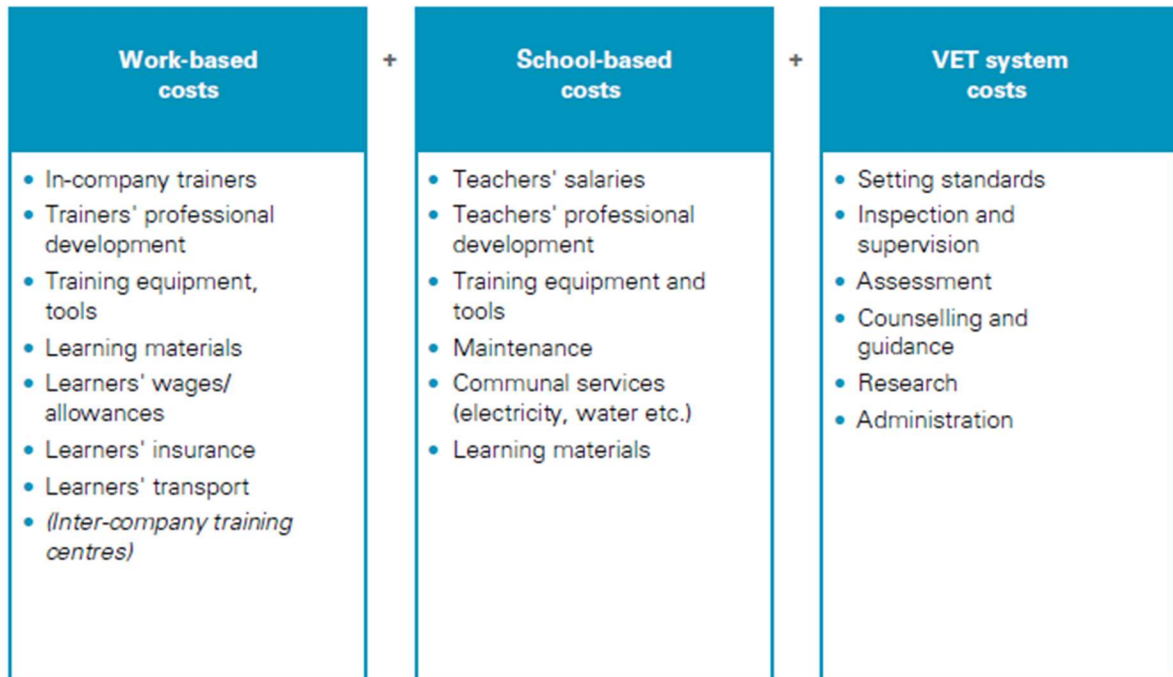 Work-based
costs
+
School-based
costs
+
VET system
costs
• In-company trainers
• Trainers' professional
development
• Training equipment,
tools
• Learning materials
• Learners' wages/
allowances
• Learners' insurance
• Learners' transport
• (Inter-company training
centres)
• Teachers' salaries
• Teachers' professional
development
• Training equipment and
tools
• Maintenance
• Communal services
(electricity, water etc.)
• Learning materials
• Setting standards
• Inspection and
supervision
• Assessment
• Counselling and
guidance
• Research
• Administration